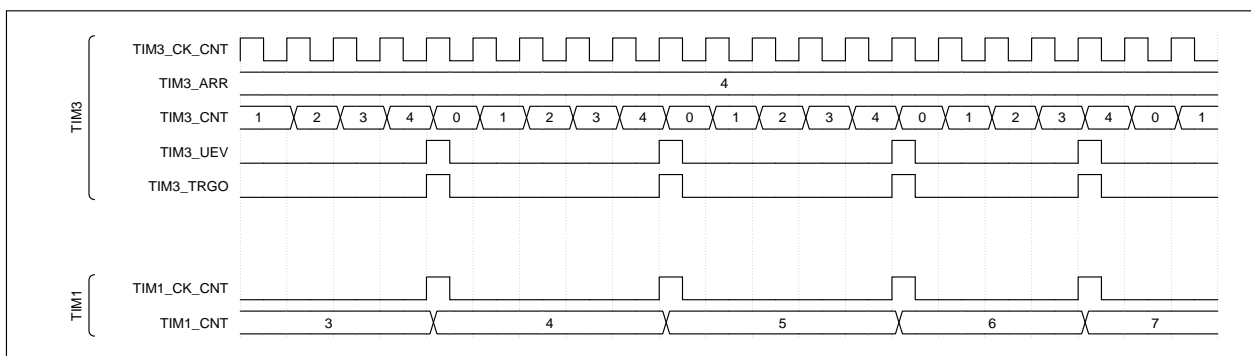 TIM3
TIM3_CK_CNT
TIM3_ARR 4
TIM3_CNT 1 2 3 4 0 1 2 3 4 0 1 2 3 4 0 1 2 3 4 0 1
TIM3_UEV
TIM3_TRGO
TIM1
TIM1_CK_CNT
TIM1_CNT 3 4 5 6 7